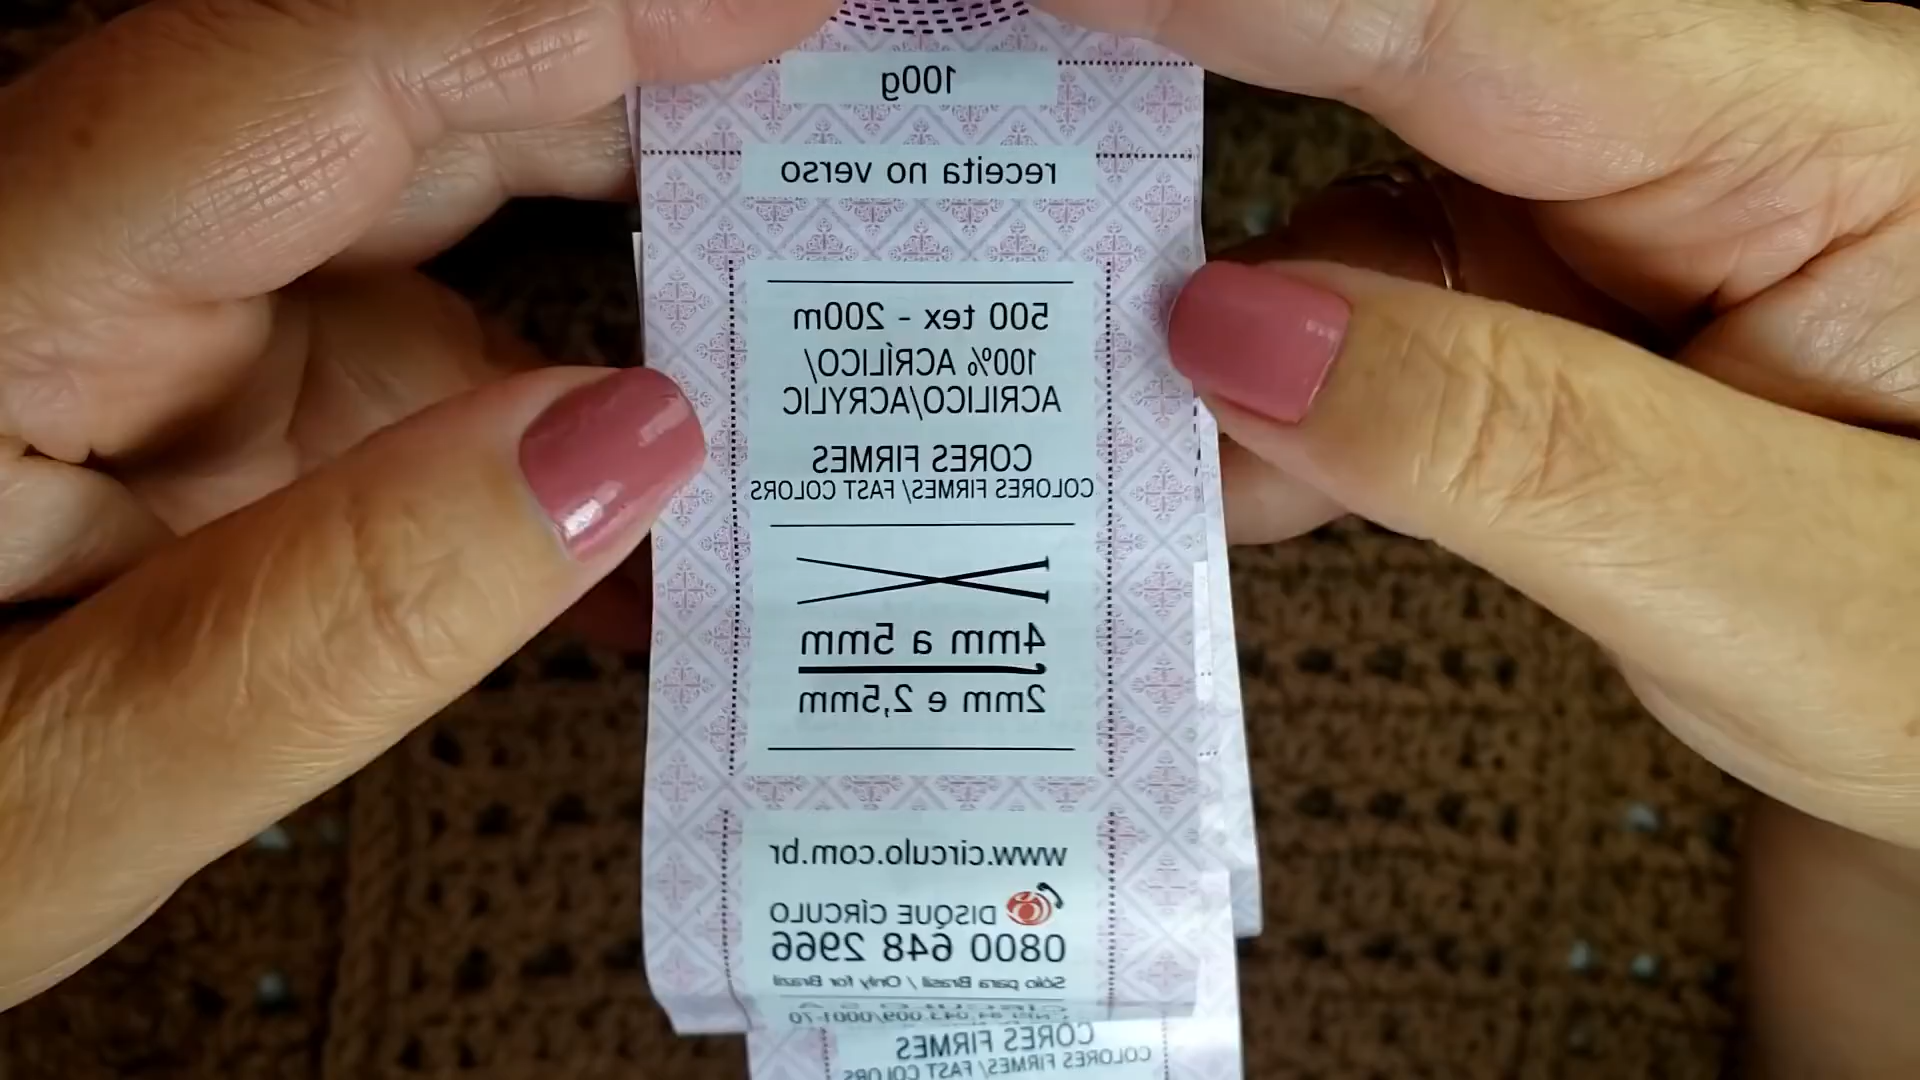 100g
receita no verso
500 tex - 200m
100% ACRÍLICO/
ACRILICO/ACRYLIC
CORES FIRMES
COLORES FIRMES/ FAST COLORS
4mm a 5mm
2mm e 2,5mm
www.circulo.com.br
DISQUE CÍRCULO
0800 648 2966
Sólo para Brasil / Only for Brazil
CORES FIRMES
COLORES FIRMES/ FAST COLORS